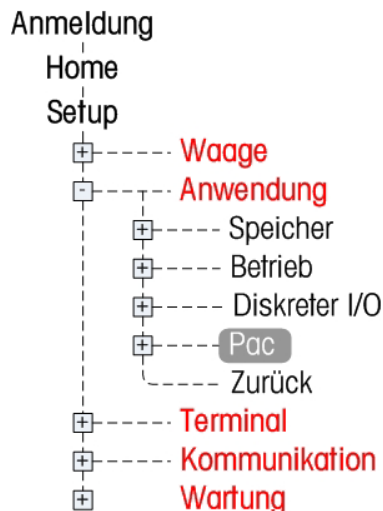 Anmeldung
Home
Setup
Waage
Anwendung
Speicher
Betrieb
Diskreter I/O
Pac
Zurück
Terminal
Kommunikation
Wartung